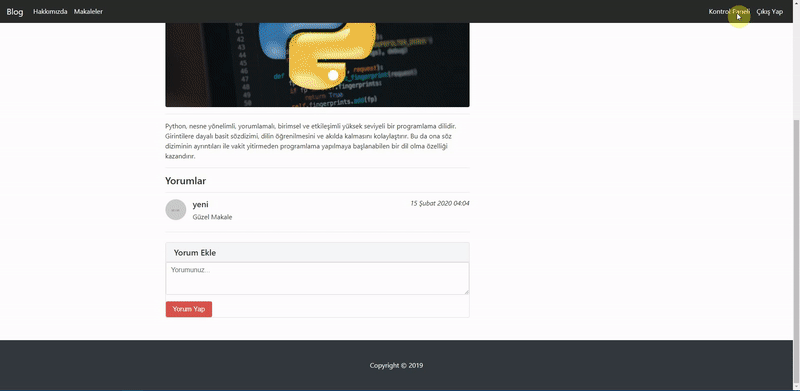 Blog Hakkımızda Makaleler Kontrol Paneli Çıkış Yap
Python, nesne yönelimli, yorumlamalı, birimsel ve etkileşimli yüksek seviyeli bir programlama dilidir.
Girintilere dayalı basit sözdizimi, dilin öğrenilmesini ve akılda kalmasını kolaylaştırır. Bu da ona söz
diziminin ayrıntıları ile vakit yitirmeden programlama yapılmaya başlanabilen bir dil olma özelliği
kazandırır.
Yorumlar
yeni 15 Şubat 2020 04:04
Güzel Makale
Yorum Ekle
Yorumunuz...
Yorum Yap
Copyright © 2019